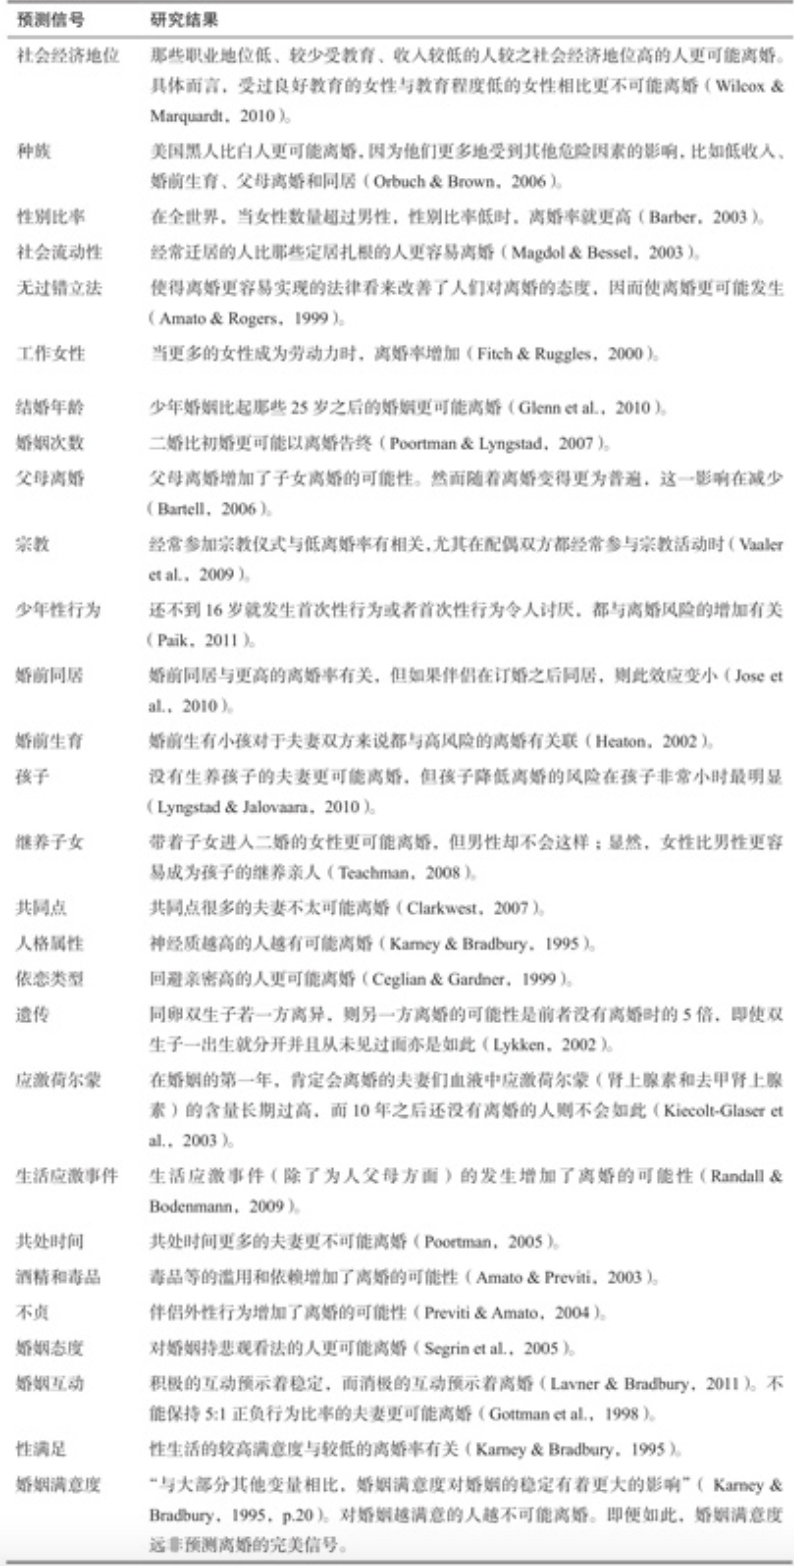 预测信号 研究结果
社会经济地位 那些职业地位低、较少受教育、收入较低的人较之社会经济地位高的人更可能离婚。
具体而言，受过良好教育的女性与教育程度低的女性相比更不可能离婚（Wilcox &
Marquardt，2010）。
种族 美国黑人比白人更可能离婚，因为他们更多地受到其他危险因素的影响，比如低收入、
婚前生育、父母离婚和同居（Orbuch & Brown，2006）。
性别比率 在全世界，当女性数量超过男性，性别比率低时，离婚率就更高（Barber，2003）。
社会流动性 经常迁居的人比那些定居扎根的人更容易离婚（Magdol & Bessel，2003）。
无过错立法 使得离婚更容易实现的法律看来改善了人们对离婚的态度，因而使离婚更可能发生
（Amato & Rogers，1999）。
工作女性 当更多的女性成为劳动力时，离婚率增加（Fitch & Ruggles，2000）。
结婚年龄 少年婚姻比起那些 25 岁之后的婚姻更可能离婚（Glenn et al.，2010）。
婚姻次数 二婚比初婚更可能以离婚告终（Poortman & Lyngstad，2007）。
父母离婚 父母离婚增加了子女离婚的可能性。然而随着离婚变得更为普遍，这一影响在减少
（Bartell，2006）。
宗教 经常参加宗教仪式与低离婚率有相关，尤其在配偶双方都经常参与宗教活动时（Vaaler
et al.，2009）。
少年性行为 还不到 16 岁就发生首次性行为或者首次性行为令人讨厌，都与离婚风险的增加有关
（Paik，2011）。
婚前同居 婚前同居与更高的离婚率有关，但如果伴侣在订婚之后同居，则此效应变小（Jose et
al.，2010）。
婚前生育 婚前生有小孩对于夫妻双方来说都与高风险的离婚有关联（Heaton，2002）。
孩子 没有生养孩子的夫妻更可能离婚，但孩子降低离婚的风险在孩子非常小时最明显
（Lyngstad & Jalovaara，2010）。
继养子女 带着子女进入二婚的女性更可能离婚，但男性却不会这样；显然，女性比男性更容
易成为孩子的继养亲人（Teachman，2008）。
共同点 共同点很多的夫妻不太可能离婚（Clarkwest，2007）。
人格属性 神经质越高的人越有可能离婚（Karney & Bradbury，1995）。
依恋类型 回避亲密高的人更可能离婚（Ceglian & Gardner，1999）。
遗传 同卵双生子若一方离异，则另一方离婚的可能性是前者没有离婚时的 5 倍，即使双
生子一出生就分开并且从未见过面亦是如此（Lykken，2002）。
应激荷尔蒙 在婚姻的第一年，肯定会离婚的夫妻们血液中应激荷尔蒙（肾上腺素和去甲肾上腺
素）的含量长期过高，而 10 年之后还没有离婚的人则不会如此（Kiecolt-Glaser et
al.，2003）。
生活应激事件 生活应激事件（除了为人父母方面）的发生增加了离婚的可能性（Randall &
Bodenmann，2009）。
共处时间 共处时间更多的夫妻更不可能离婚（Poortman，2005）。
酒精和毒品 毒品等的滥用和依赖增加了离婚的可能性（Amato & Previti，2003）。
不贞 伴侣外性行为增加了离婚的可能性（Previti & Amato，2004）。
婚姻态度 对婚姻持悲观看法的人更可能离婚（Segrin et al.，2005）。
婚姻互动 积极的互动预示着稳定，而消极的互动预示着离婚（Lavner & Bradbury，2011）。不
能保持 5:1 正负行为比率的夫妻更可能离婚（Gottman et al.，1998）。
性满足 性生活的较高满意度与较低的离婚率有关（Karney & Bradbury，1995）。
婚姻满意度 “与大部分其他变量相比，婚姻满意度对婚姻的稳定有着更大的影响”（ Karney &
Bradbury，1995，p.20）。对婚姻越满意的人越不可能离婚。即便如此，婚姻满意度
远非预测离婚的完美信号。